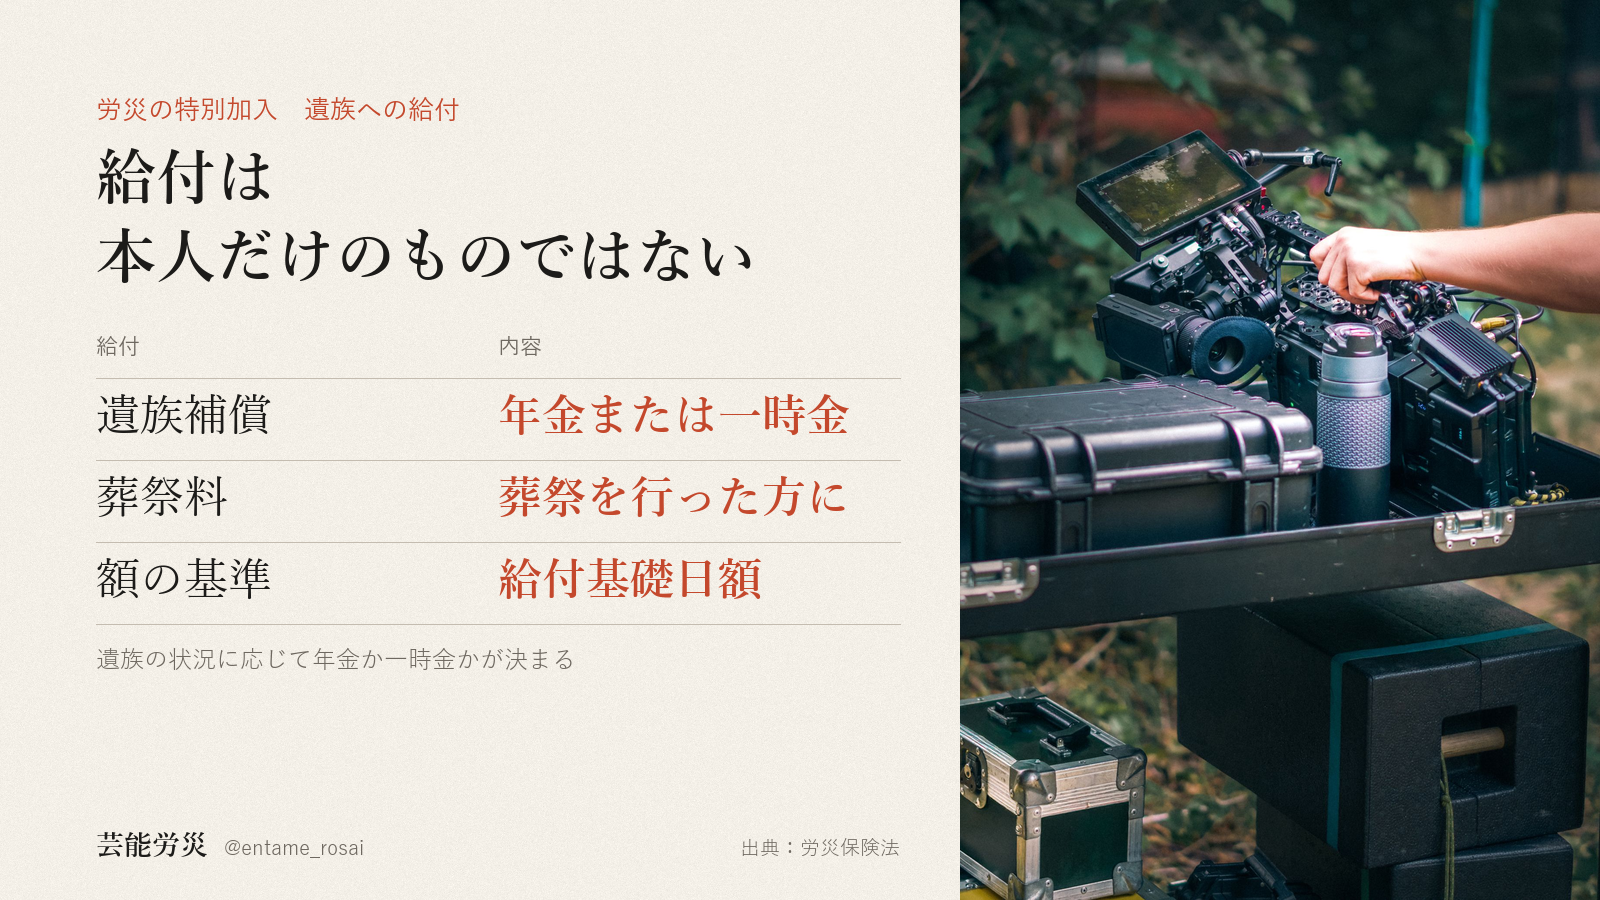 労災の特別加入　遺族への給付
給付は
本人だけのものではない
給付　内容
遺族補償　年金または一時金
葬祭料　葬祭を行った方に
額の基準　給付基礎日額
遺族の状況に応じて年金か一時金かが決まる
芸能労災　@entame_rosai　出典：労災保険法